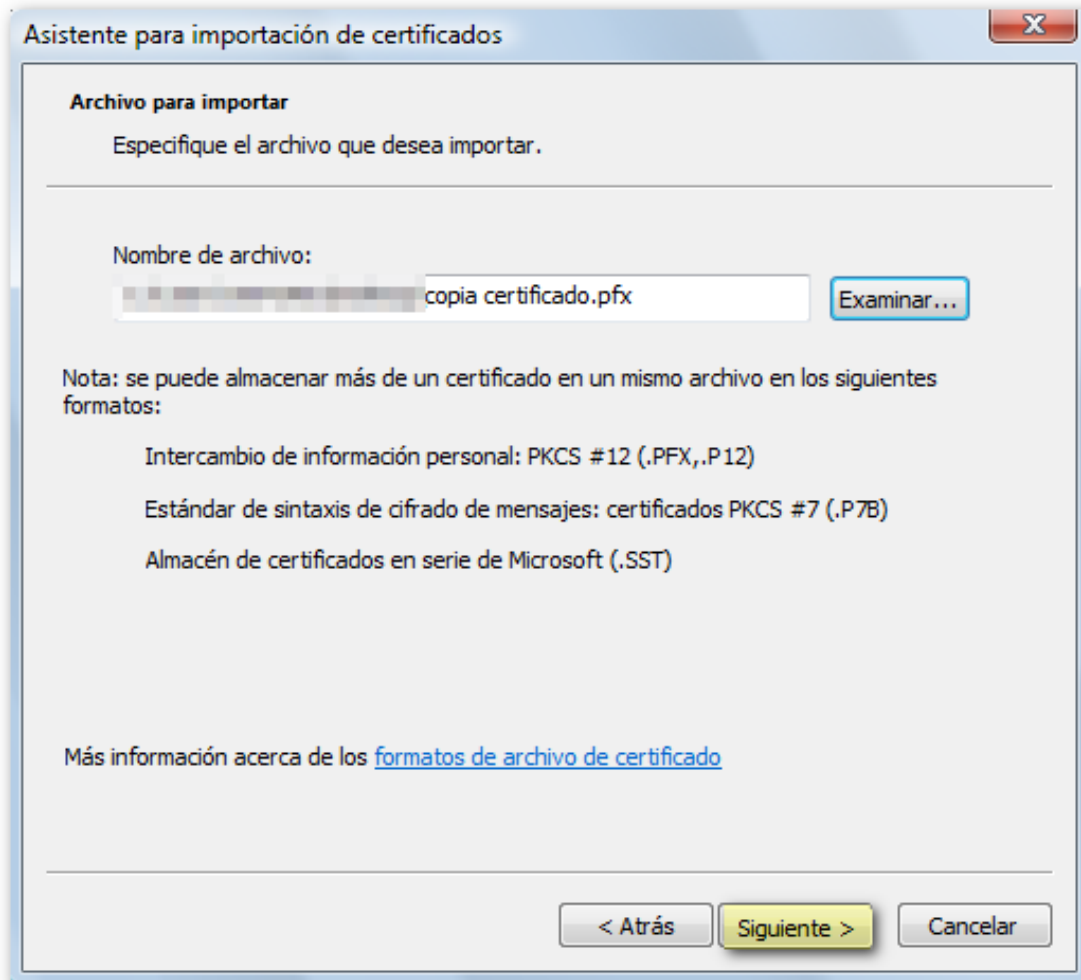 Asistente para importación de certificados
Archivo para importar
Especifique el archivo que desea importar.
Nombre de archivo:
copia certificado.pfx
Examinar...
Nota: se puede almacenar más de un certificado en un mismo archivo en los siguientes
formatos:
Intercambio de información personal: PKCS #12 (.PFX,.P12)
Estándar de sintaxis de cifrado de mensajes: certificados PKCS #7 (.P7B)
Almacén de certificados en serie de Microsoft (.SST)
Más información acerca de los formatos de archivo de certificado
< Atrás
Siguiente >
Cancelar